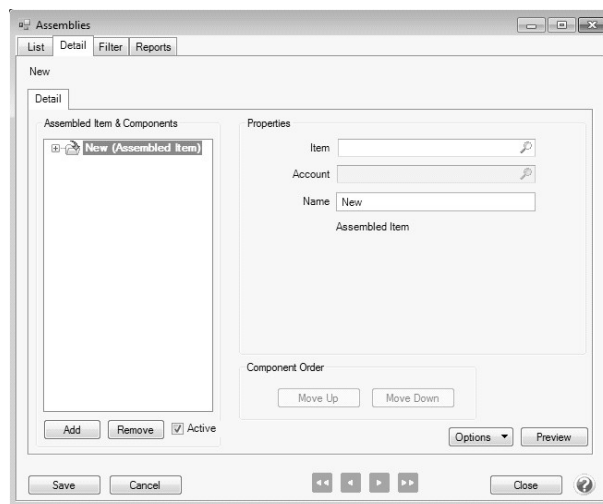 Assemblies
List Detail Filter Reports
New
Detail
Assembled Item & Components
New (Assembled Item)
Properties
Item
Account
Name New
Assembled Item
Component Order
Move Up Move Down
Add Remove Active
Options Preview
Save Cancel Close ?